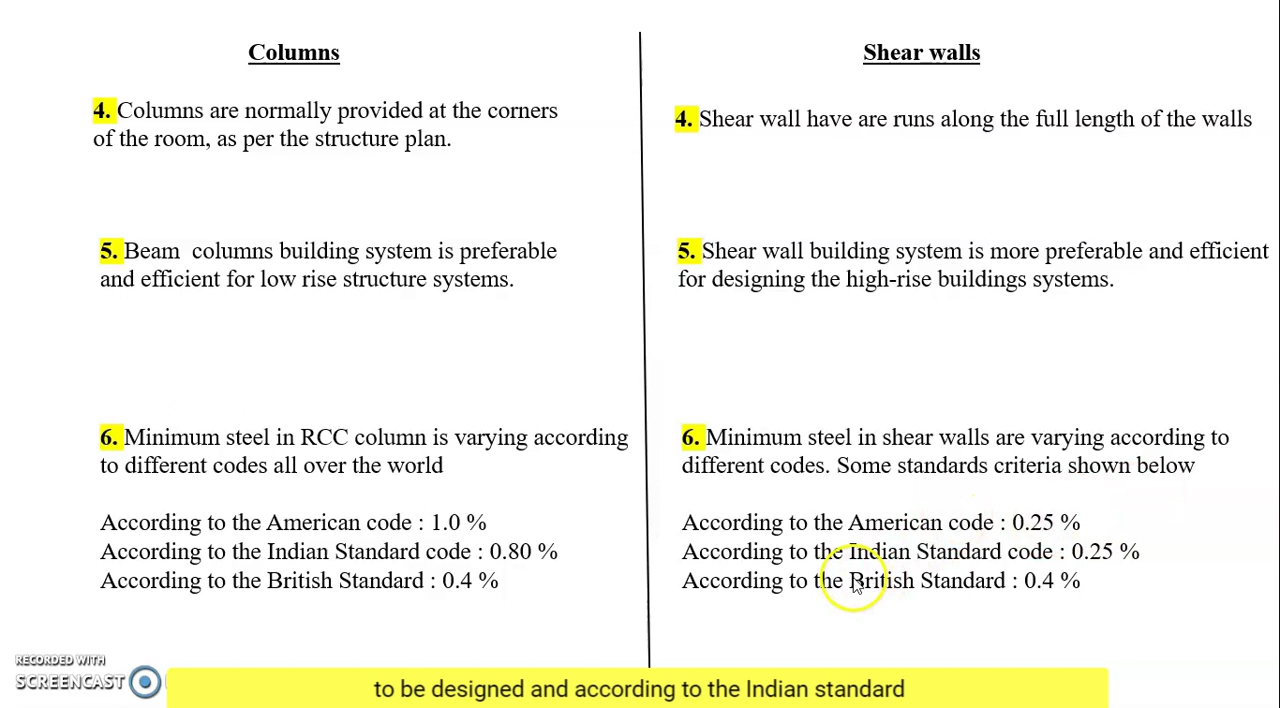 Columns
4. Columns are normally provided at the corners
of the room, as per the structure plan.
5. Beam columns building system is preferable
and efficient for low rise structure systems.
6. Minimum steel in RCC column is varying according
to different codes all over the world
According to the American code : 1.0 %
According to the Indian Standard code : 0.80 %
According to the British Standard : 0.4 %
Shear walls
4. Shear wall have are runs along the full length of the walls
5. Shear wall building system is more preferable and efficient
for designing the high-rise buildings systems.
6. Minimum steel in shear walls are varying according to
different codes. Some standards criteria shown below
According to the American code : 0.25 %
According to the Indian Standard code : 0.25 %
According to the British Standard : 0.4 %
RECORDED WITH
SCREENCAST
to be designed and according to the Indian standard